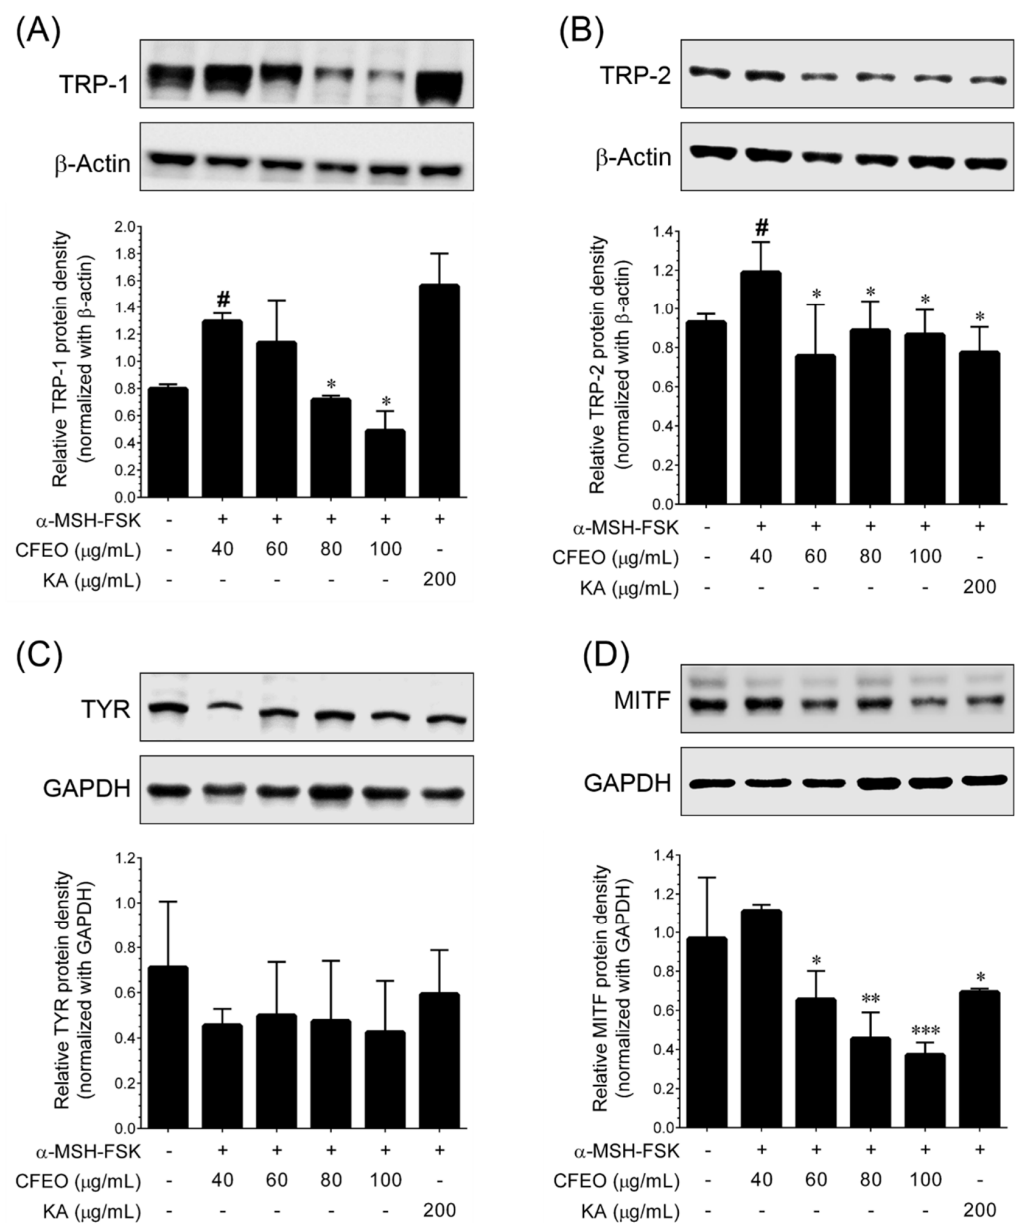 (A)
TRP-1
β-Actin
Relative TRP-1 protein density
(normalized with β-actin)
2.0
1.8
1.6
1.4
1.2
1.0
0.8
0.6
0.4
0.2
0.0
#
*
*
α-MSH-FSK - + + + + +
CFEO (µg/mL) - 40 60 80 100 -
KA (µg/mL) - - - - - 200
(B)
TRP-2
β-Actin
Relative TRP-2 protein density
(normalized with β-actin)
1.4
1.2
1.0
0.8
0.6
0.4
0.2
0.0
#
*
*
*
*
α-MSH-FSK - + + + + +
CFEO (µg/mL) - 40 60 80 100 -
KA (µg/mL) - - - - - 200
(C)
TYR
GAPDH
Relative TYR protein density
(normalized with GAPDH)
1.2
1.0
0.8
0.6
0.4
0.2
0.0
α-MSH-FSK - + + + + +
CFEO (µg/mL) - 40 60 80 100 -
KA (µg/mL) - - - - - 200
(D)
MITF
GAPDH
Relative MITF protein density
(normalized with GAPDH)
1.4
1.2
1.0
0.8
0.6
0.4
0.2
0.0
*
**
***
*
α-MSH-FSK - + + + + +
CFEO (µg/mL) - 40 60 80 100 -
KA (µg/mL) - - - - - 200